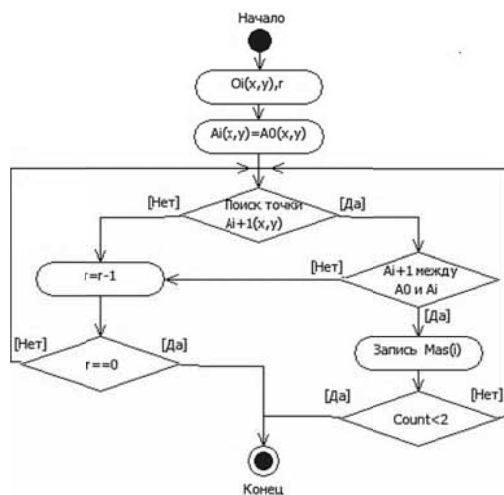 Начало
Oi(x,y),r
Ai(x,y)=A0(x,y)
[Нет]
Поиск точки
Ai+1(x,y)
[Да]
r=r-1
[Нет]
Ai+1 между
A0 и Ai
[Да]
Запись Mas(i)
[Нет]
r==0
[Да]
[Да]
Count<2
[Нет]
Конец